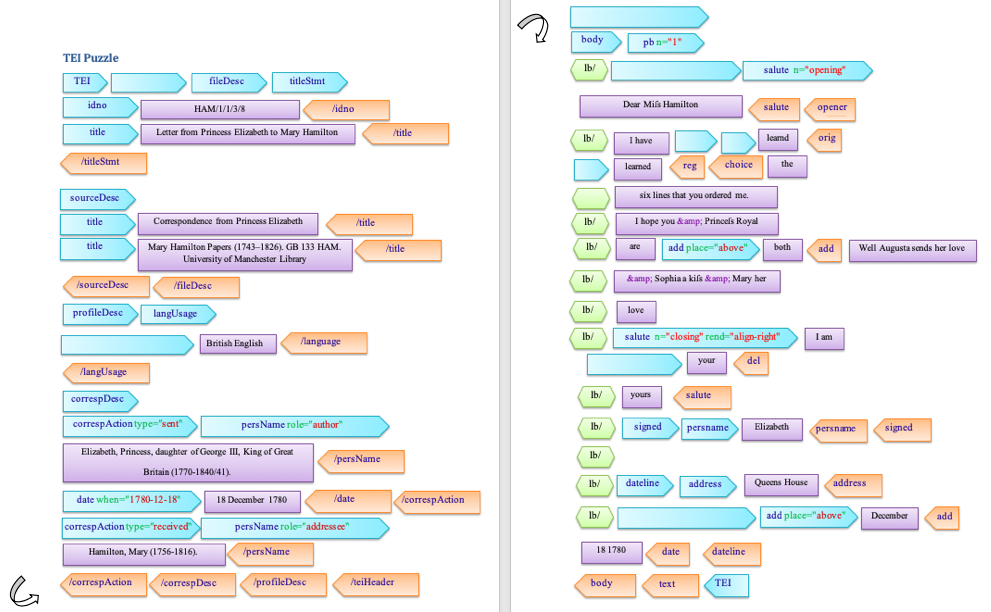 TEI Puzzle
TEI fileDesc titleStmt
idno HAM/1/1/3/8 /idno
title Letter from Princess Elizabeth to Mary Hamilton /title
/titleStmt
sourceDesc
title Correspondence from Princess Elizabeth /title
title Mary Hamilton Papers (1743–1826). GB 133 HAM. /title
University of Manchester Library
/sourceDesc /fileDesc
profileDesc langUsage
British English /language
/langUsage
correspDesc
correspAction type="sent" persName role="author"
Elizabeth, Princess, daughter of George III, King of Great
Britain (1770-1840/41). /persName
date when="1780-12-18" 18 December 1780 /date /correspAction
correspAction type="received" persName role="addressee"
Hamilton, Mary (1756-1816). /persName
/correspAction /correspDesc /profileDesc /teiHeader
body pb n="1"
lb/ salute n="opening"
Dear Miſs Hamilton salute opener
lb/ I have learnd orig
learned reg choice the
six lines that you ordered me.
lb/ I hope you &amp; Princeſs Royal
lb/ are add place="above" both add Well Augusta sends her love
lb/ &amp; Sophia a kiſs &amp; Mary her
lb/ love
lb/ salute n="closing" rend="align-right" I am
your del
lb/ yours salute
lb/ signed persname Elizabeth persname signed
lb/
lb/ dateline address Queens House address
lb/ add place="above" December add
18 1780 date dateline
body text TEI